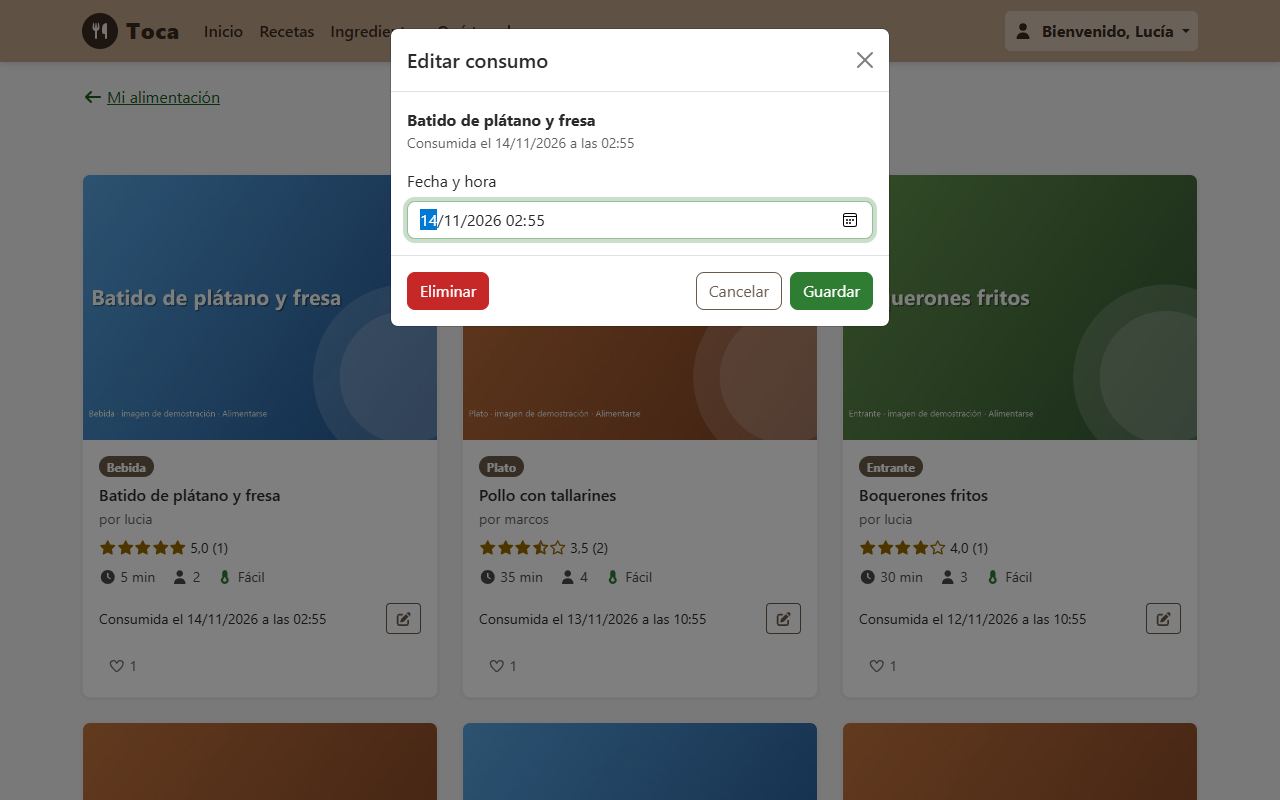 Toca
Inicio Recetas
Bienvenido, Lucía
Editar consumo
Mi alimentación
Batido de plátano y fresa
Consumida el 14/11/2026 a las 02:55
Fecha y hora
14/11/2026 02:55
Eliminar Cancelar Guardar
Batido de plátano y fresa
Bebida · imagen de demostración · Alimentarse
Bebida
Batido de plátano y fresa
por lucia
5,0 (1)
5 min 2 Fácil
Consumida el 14/11/2026 a las 02:55
1
Plato · imagen de demostración · Alimentarse
Plato
Pollo con tallarines
por marcos
3,5 (2)
35 min 4 Fácil
Consumida el 13/11/2026 a las 10:55
1
fritos
Entrante · imagen de demostración · Alimentarse
Entrante
Boquerones fritos
por lucia
4,0 (1)
30 min 3 Fácil
Consumida el 12/11/2026 a las 10:55
1